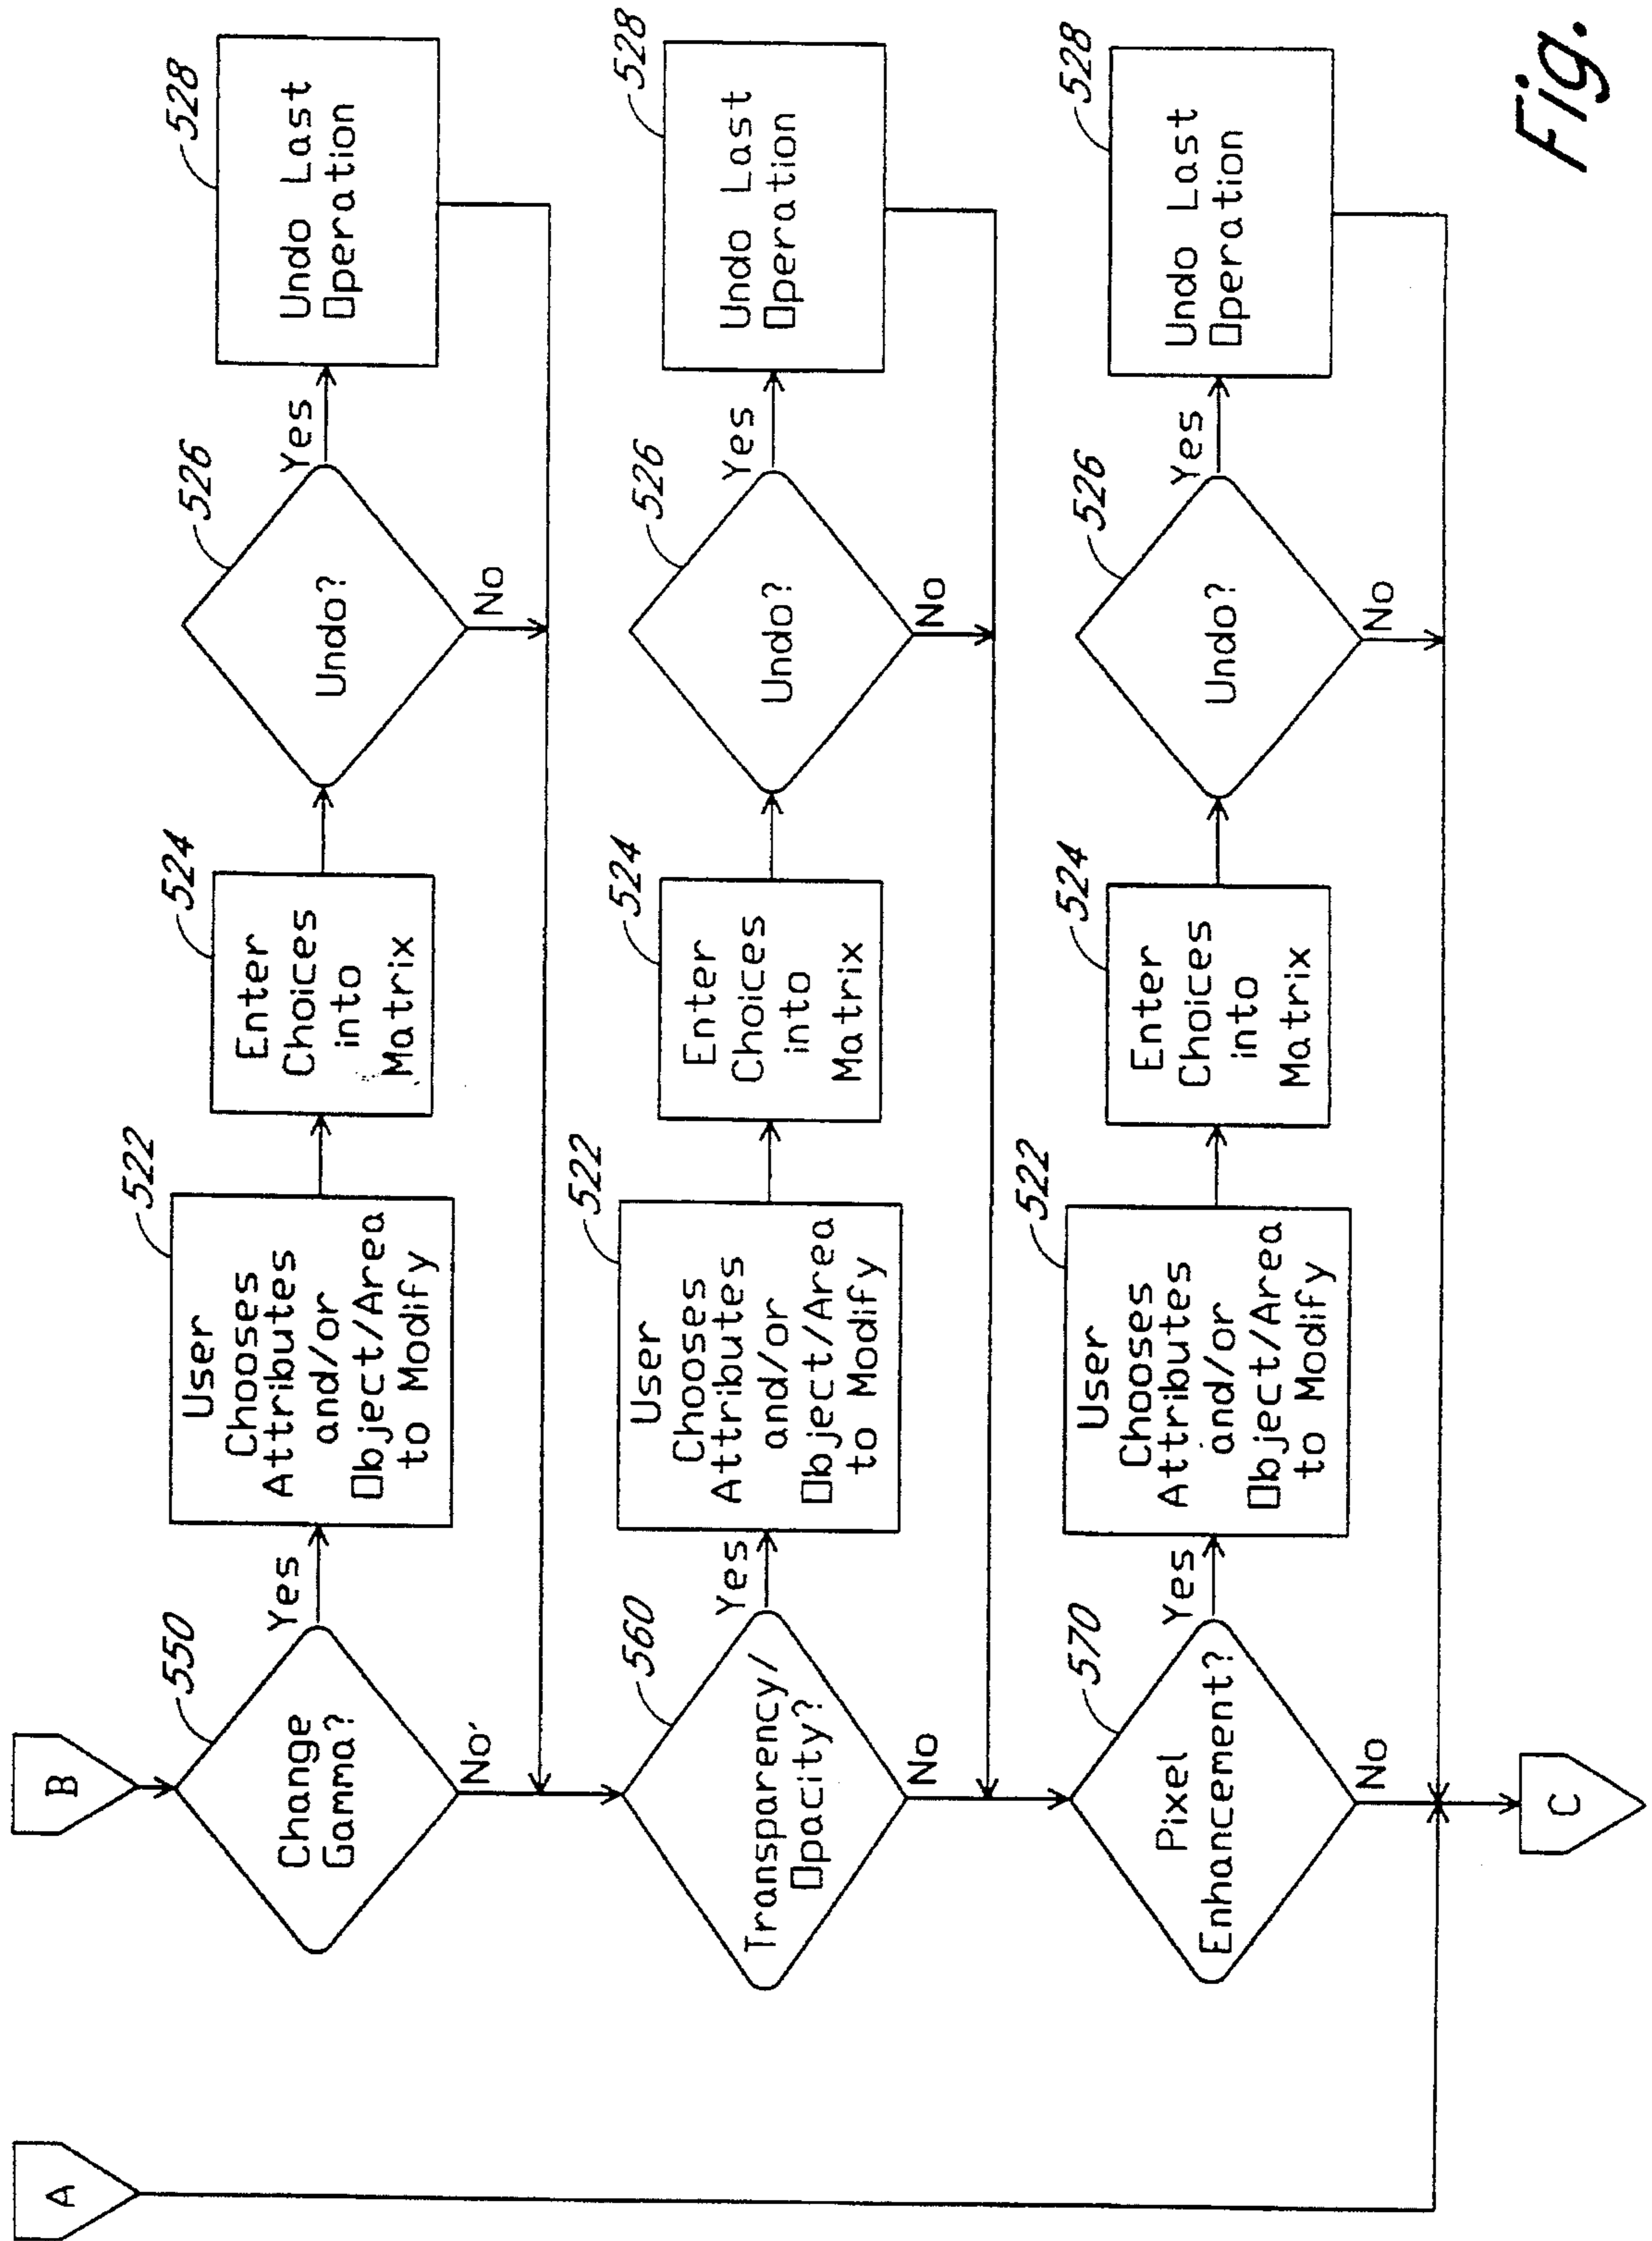 A
B
550
Change
Gamma?
Yes
No
522
User
Chooses
Attributes
and/or
Object/Area
to Modify
524
Enter
Choices
into
Matrix
526
Undo?
Yes
No
528
Undo Last
Operation
560
Transparency/
Opacity?
Yes
No
522
User
Chooses
Attributes
and/or
Object/Area
to Modify
524
Enter
Choices
into
Matrix
526
Undo?
Yes
No
528
Undo Last
Operation
570
Pixel
Enhancement?
Yes
No
522
User
Chooses
Attributes
and/or
Object/Area
to Modify
524
Enter
Choices
into
Matrix
526
Undo?
Yes
No
528
Undo Last
Operation
C
Fig.